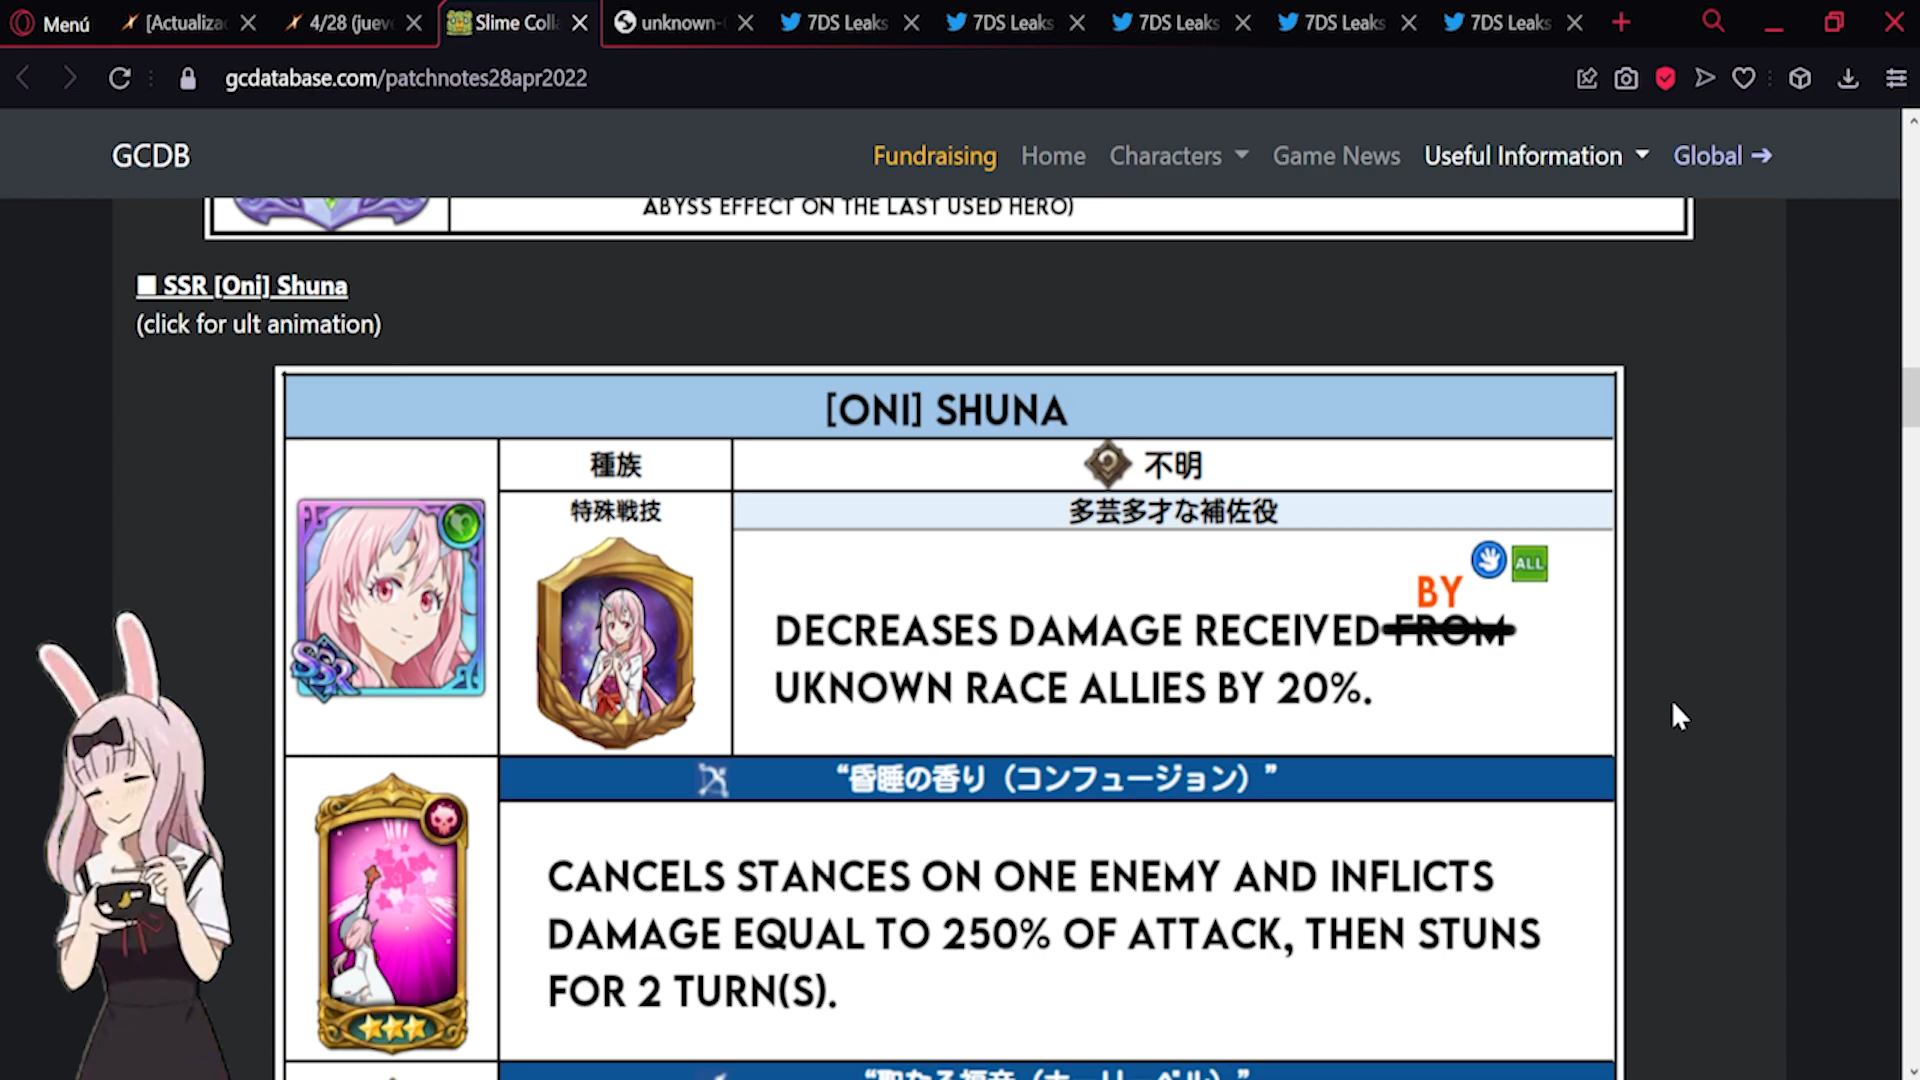 Menú
[Actualizac
4/28 (juev
Slime Colla
unknown-
7DS Leaks
7DS Leaks
7DS Leaks
7DS Leaks
7DS Leaks
gcdatabase.com/patchnotes28apr2022
GCDB
Fundraising
Home
Characters
Game News
Useful Information
Global →
ABYSS EFFECT ON THE LAST USED HERO)
■ SSR [Oni] Shuna
(click for ult animation)
[ONI] SHUNA
種族
不明
特殊戦技
多芸多才な補佐役
ALL
BY
DECREASES DAMAGE RECEIVED FROM
UKNOWN RACE ALLIES BY 20%.
SSR
“昏睡の香り（コンフュージョン）”
CANCELS STANCES ON ONE ENEMY AND INFLICTS
DAMAGE EQUAL TO 250% OF ATTACK, THEN STUNS
FOR 2 TURN(S).